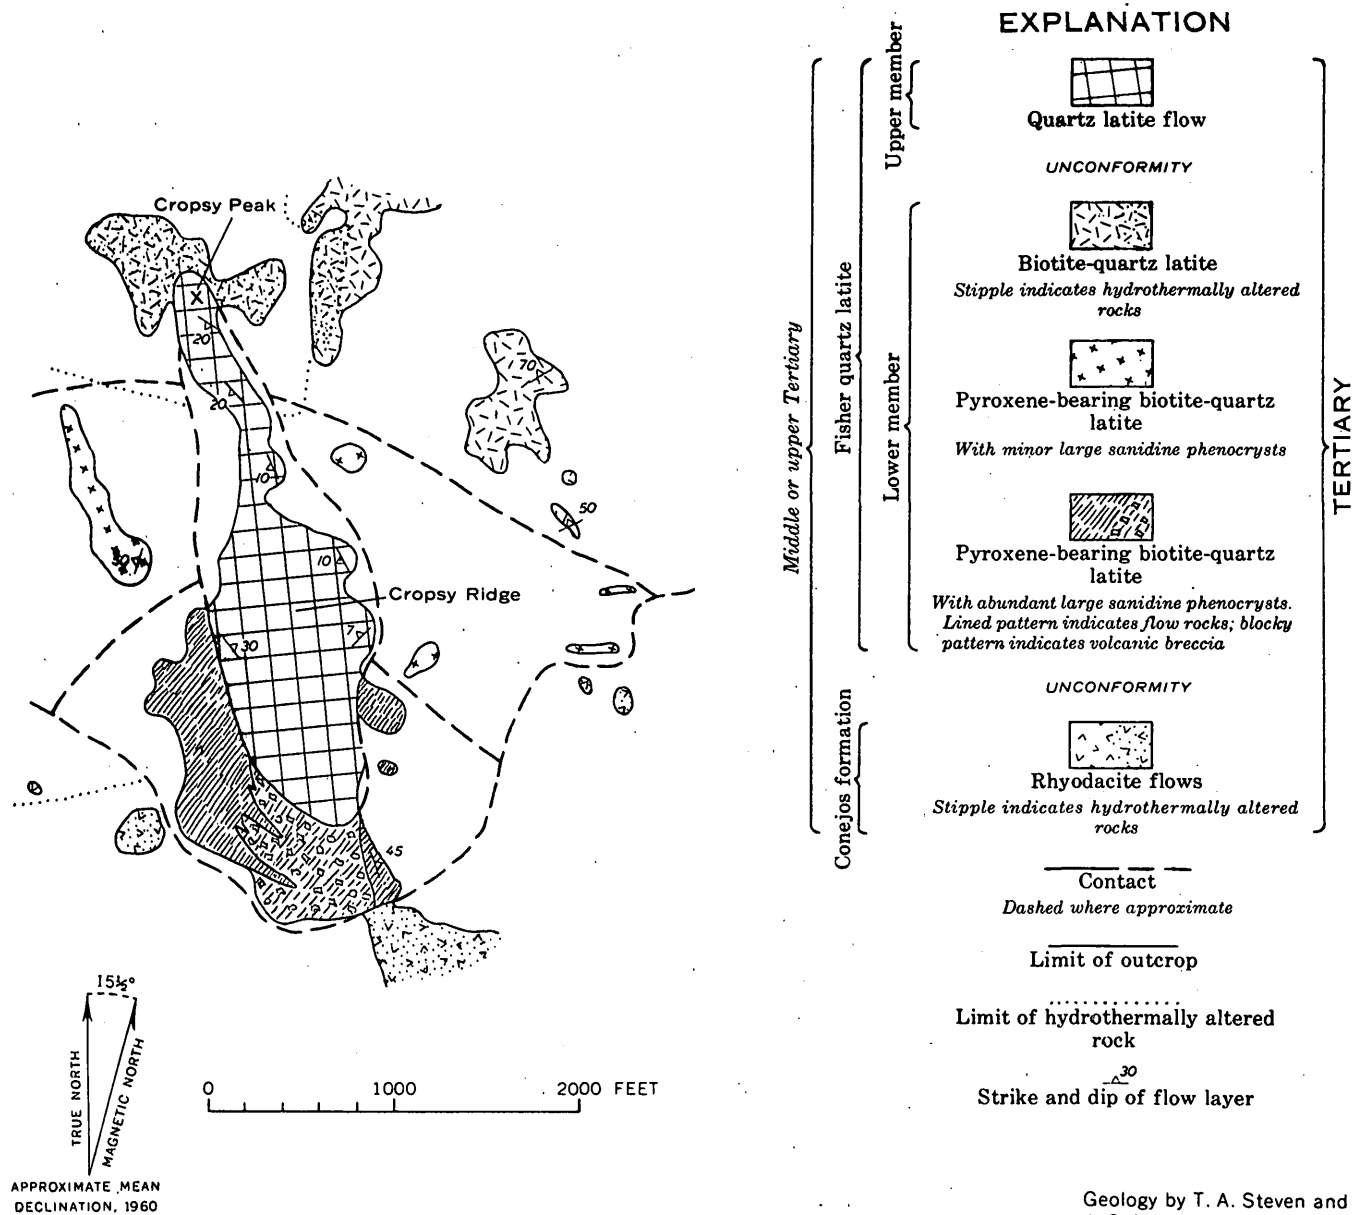 EXPLANATION
Upper member
Quartz latite flow
UNCONFORMITY
Biotite-quartz latite
Stipple indicates hydrothermally altered
rocks
Pyroxene-bearing biotite-quartz
latite
With minor large sanidine phenocrysts
Pyroxene-bearing biotite-quartz
latite
With abundant large sanidine phenocrysts.
Lined pattern indicates flow rocks; blocky
pattern indicates volcanic breccia
Lower member
Fisher quartz latite
Middle or upper Tertiary
TERTIARY
UNCONFORMITY
Conejos formation
Rhyodacite flows
Stipple indicates hydrothermally altered
rocks
Contact
Dashed where approximate
Limit of outcrop
Limit of hydrothermally altered
rock
30
Strike and dip of flow layer
Cropsy Peak
20
20
70
10
50
10
Cropsy Ridge
7
30
45
15½°
TRUE NORTH
MAGNETIC NORTH
APPROXIMATE MEAN
DECLINATION, 1960
0 1000 2000 FEET
Geology by T. A. Steven and